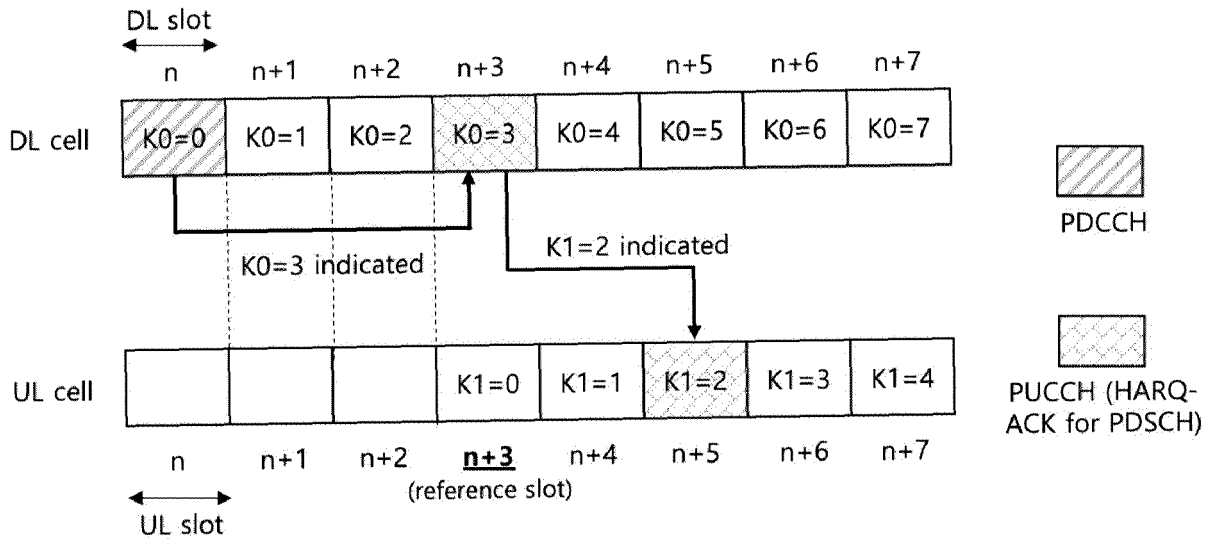 DL slot
n n+1 n+2 n+3 n+4 n+5 n+6 n+7
DL cell K0=0 K0=1 K0=2 K0=3 K0=4 K0=5 K0=6 K0=7
PDCCH
K0=3 indicated
K1=2 indicated
UL cell K1=0 K1=1 K1=2 K1=3 K1=4
PUCCH (HARQ-
ACK for PDSCH)
n n+1 n+2 n+3 n+4 n+5 n+6 n+7
(reference slot)
UL slot